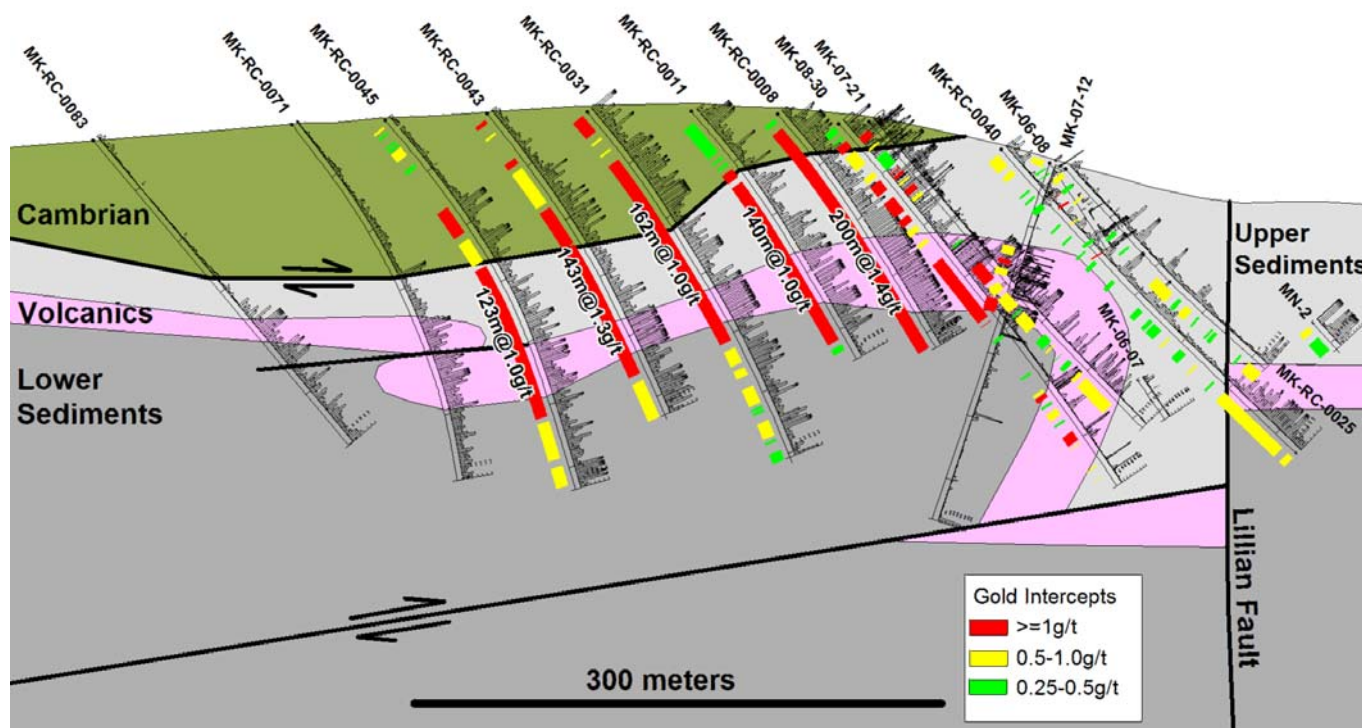 MK-RC-0083
MK-RC-0071
MK-RC-0045
MK-RC-0043
MK-RC-0031
MK-RC-0011
MK-RC-0008
MK-08-30
MK-07-21
MK-RC-0040
MK-06-08
MK-07-12
Cambrian
Volcanics
Lower
Sediments
123m@1.0g/t
143m@1.3g/t
162m@1.0g/t
140m@1.0g/t
200m@1.4g/t
MK-06-07
Upper
Sediments
MN-2
MK-RC-0025
Lillian Fault
Gold Intercepts
>=1g/t
0.5-1.0g/t
0.25-0.5g/t
300 meters